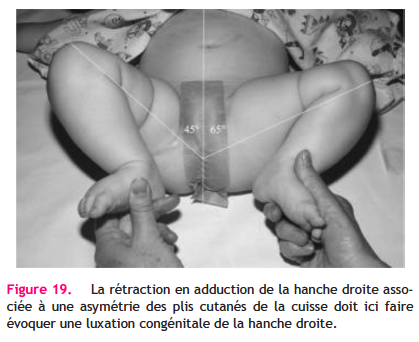 45° 65°
Figure 19. La rétraction en adduction de la hanche droite asso-
ciée à une asymétrie des plis cutanés de la cuisse doit ici faire
évoquer une luxation congénitale de la hanche droite.